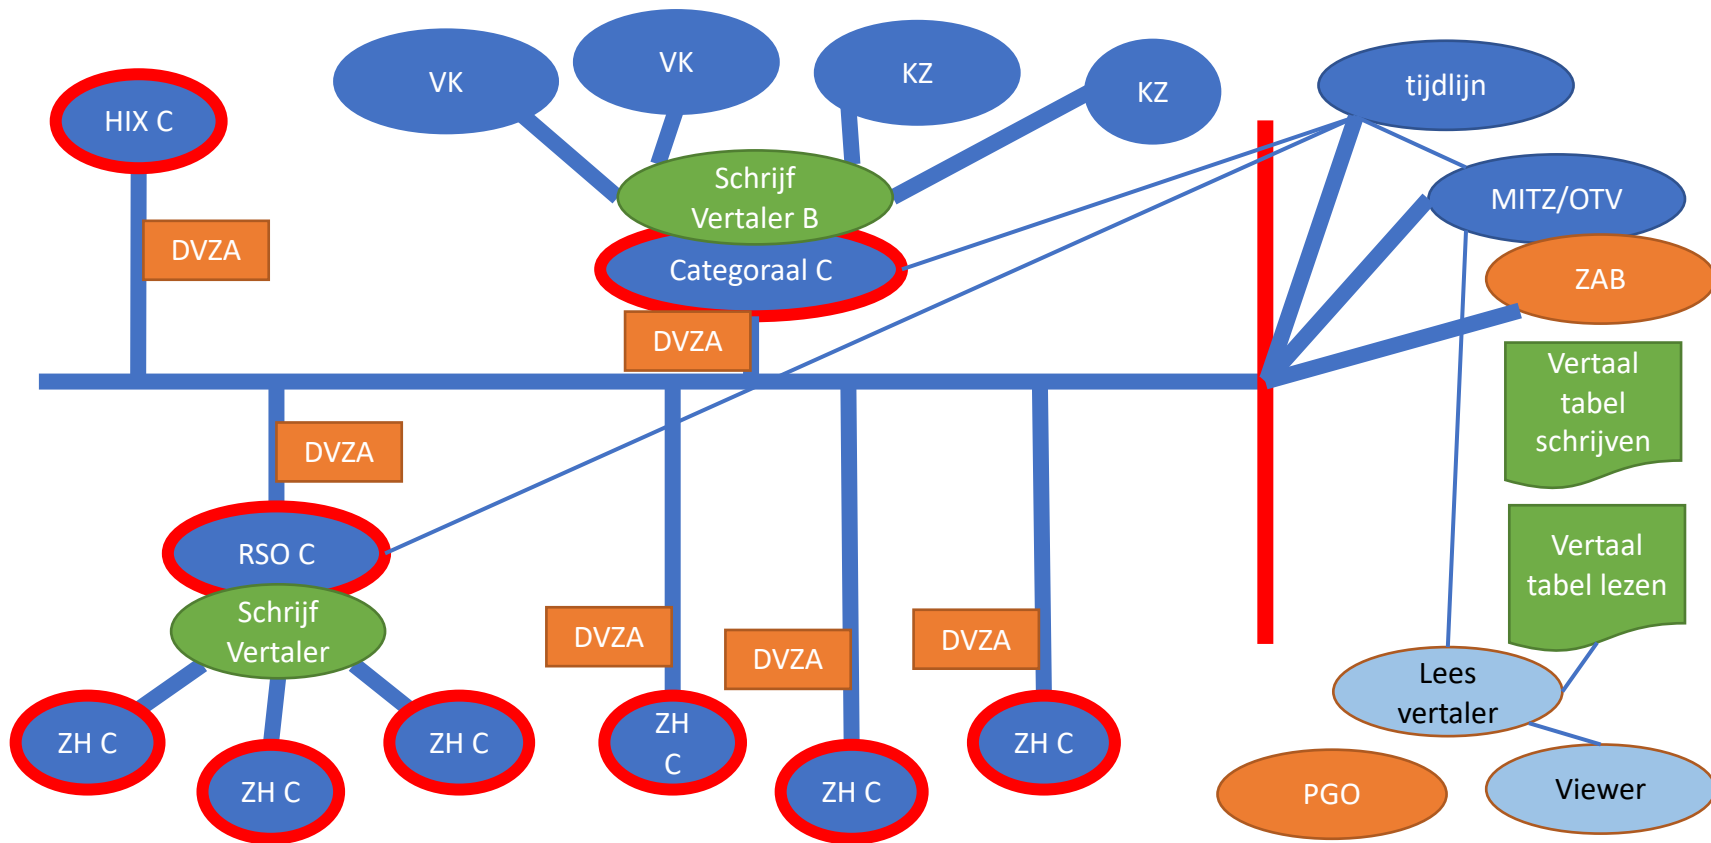 VK
VK
KZ
KZ
tijdlijn
HIX C
Schrijf
Vertaler B
MITZ/OTV
DVZA
Categoraal C
ZAB
DVZA
Vertaal
tabel
schrijven
DVZA
RSO C
Vertaal
tabel lezen
Schrijf
Vertaler
DVZA
DVZA
DVZA
Lees
vertaler
ZH C
ZH C
ZH C
ZH
C
ZH C
ZH C
PGO
Viewer